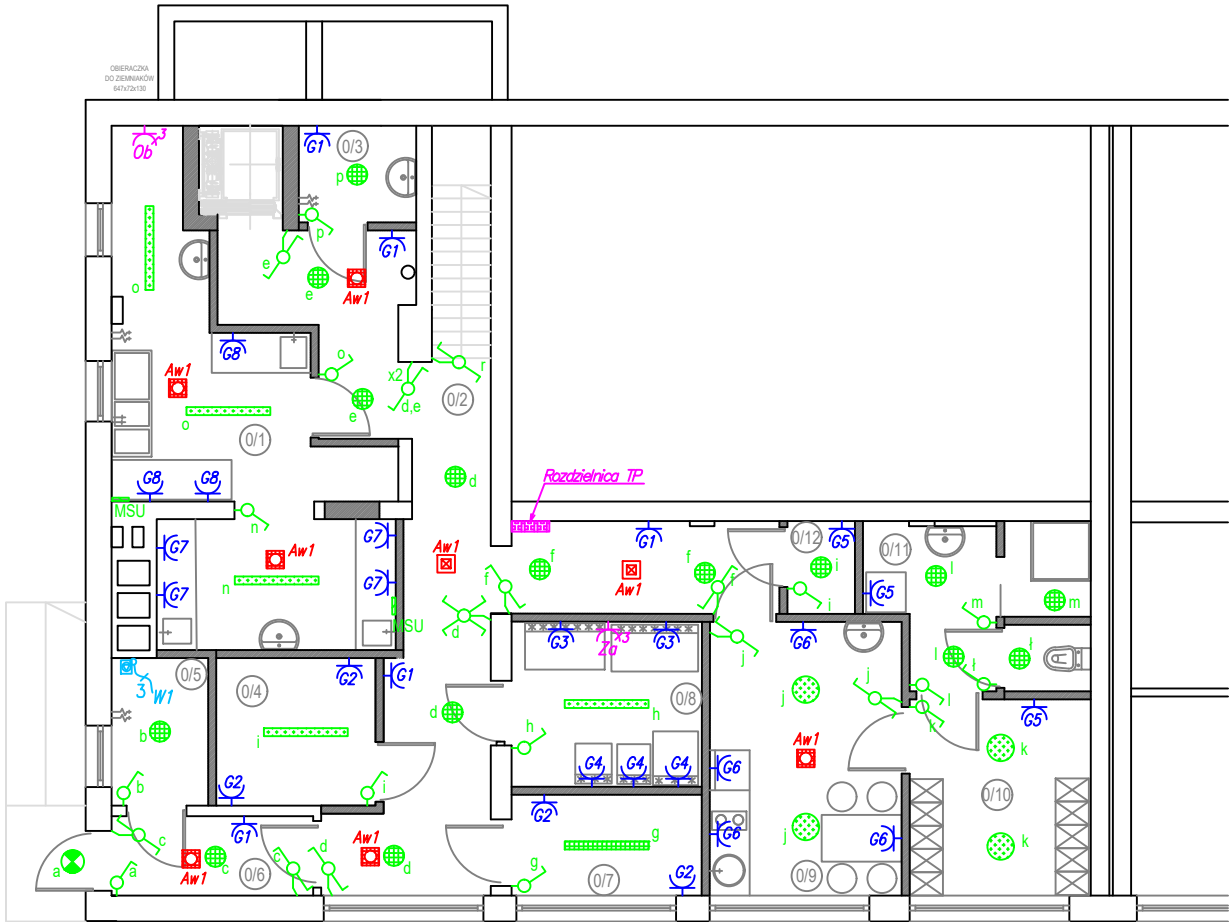 OBIERACZKA
DO ZIEMNIAKÓW
647x72x130
x3
Ob
G1
0/3
p
p
G1
e
e
Aw1
o
G8
o
r
x2
d,e
0/2
Aw1
e
o
0/1
G8
G8
d
Rozdzielnica TP
MSU
n
G7
G7
Aw1
Aw1
f
G1
f
G5
0/12
0/11
Aw1
i
l
n
G7
G7
f
i
G5
m
m
MSU
d
G3
x3
Za
G3
j
G6
l
ł
ł
0/5
3
W1
0/4
G2
G1
0/8
j
l
k
G5
d
h
h
b
i
Aw1
k
G4
G4
G4
G6
b
G2
i
G2
0/10
c
G1
Aw1
g
j
G6
G6
k
a
a
Aw1
c
0/6
c
d
d
g
0/7
G2
0/9